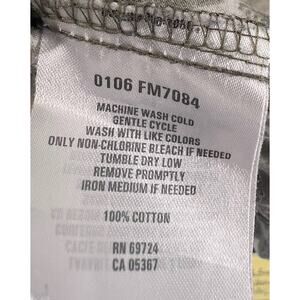 0106 FM7084
MACHINE WASH COLD
GENTLE CYCLE
WASH WITH LIKE COLORS
ONLY NON-CHLORINE BLEACH IF NEEDED
TUMBLE DRY LOW
REMOVE PROMPTLY
IRON MEDIUM IF NEEDED
100% COTTON
RN 69724
CA 05367